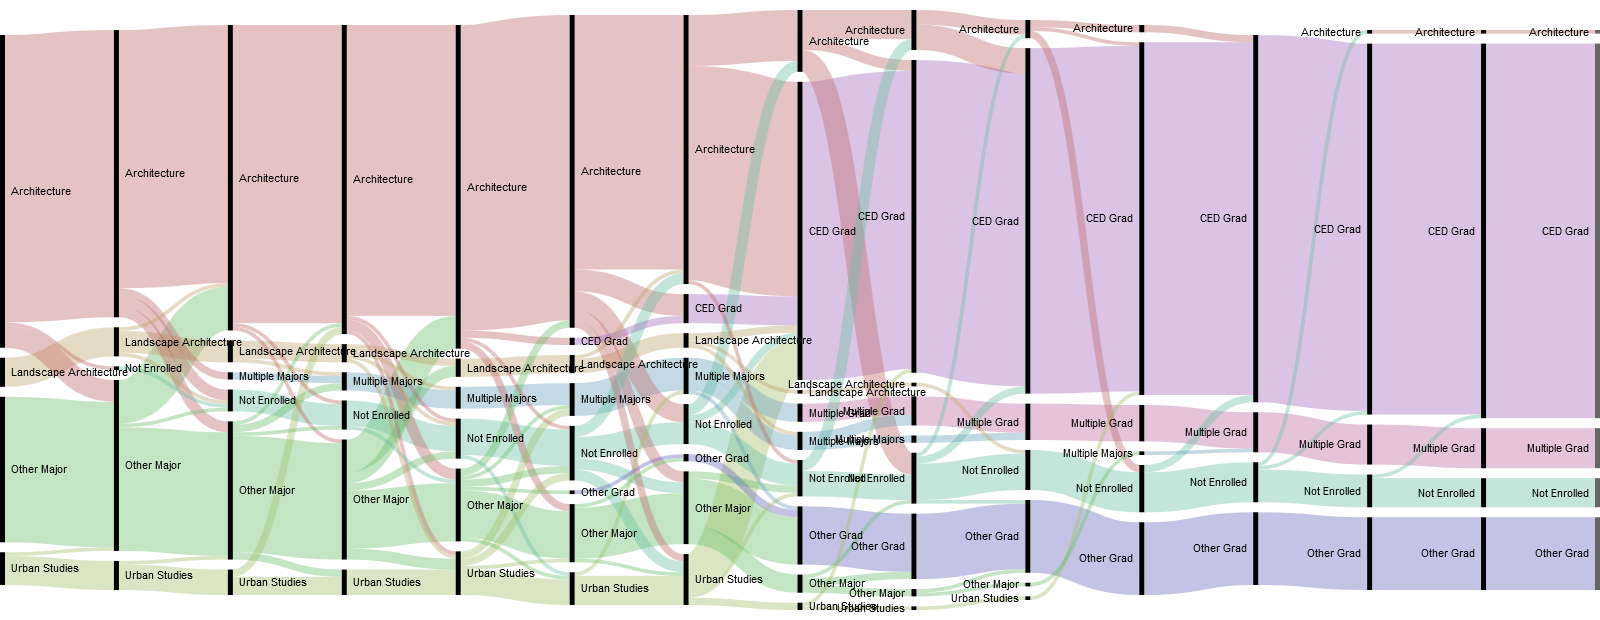 Architecture
Landscape Architecture
Other Major
Urban Studies
Architecture
Landscape Architecture
Not Enrolled
Other Major
Urban Studies
Architecture
Landscape Architecture
Multiple Majors
Not Enrolled
Other Major
Urban Studies
Architecture
Landscape Architecture
Multiple Majors
Not Enrolled
Other Major
Urban Studies
Architecture
Landscape Architecture
Multiple Majors
Not Enrolled
Other Major
Urban Studies
Architecture
CED Grad
Landscape Architecture
Multiple Majors
Not Enrolled
Other Grad
Other Major
Urban Studies
Architecture
CED Grad
Landscape Architecture
Multiple Majors
Not Enrolled
Other Grad
Other Major
Urban Studies
Architecture
CED Grad
Landscape Architecture
Multiple Grad
Multiple Majors
Not Enrolled
Other Grad
Other Major
Urban Studies
Architecture
CED Grad
Landscape Architecture
Multiple Grad
Multiple Majors
Not Enrolled
Other Grad
Other Major
Urban Studies
Architecture
CED Grad
Multiple Grad
Not Enrolled
Other Grad
Other Major
Urban Studies
Architecture
CED Grad
Multiple Grad
Multiple Majors
Not Enrolled
Other Grad
CED Grad
Multiple Grad
Not Enrolled
Other Grad
Architecture
CED Grad
Multiple Grad
Not Enrolled
Other Grad
Architecture
CED Grad
Multiple Grad
Not Enrolled
Other Grad
Architecture
CED Grad
Multiple Grad
Not Enrolled
Other Grad